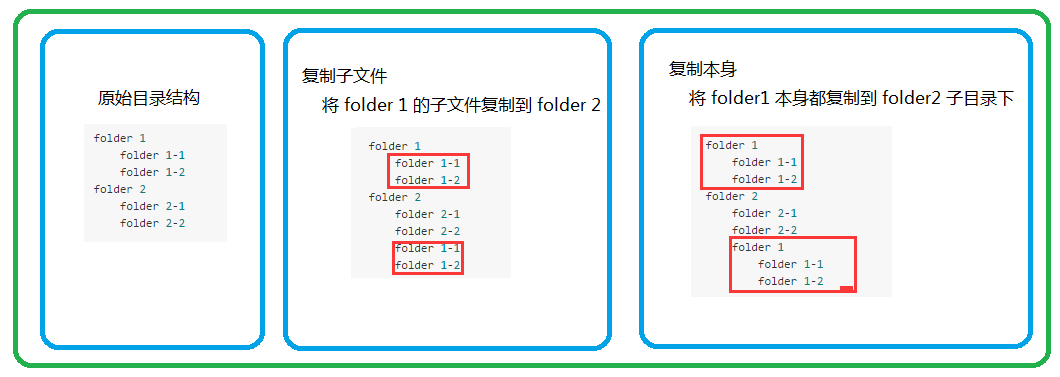 原始目录结构
folder 1
folder 1-1
folder 1-2
folder 2
folder 2-1
folder 2-2
复制子文件
将 folder 1 的子文件复制到 folder 2
folder 1
folder 1-1
folder 1-2
folder 2
folder 2-1
folder 2-2
folder 1-1
folder 1-2
复制本身
将 folder1 本身都复制到 folder2 子目录下
folder 1
folder 1-1
folder 1-2
folder 2
folder 2-1
folder 2-2
folder 1
folder 1-1
folder 1-2